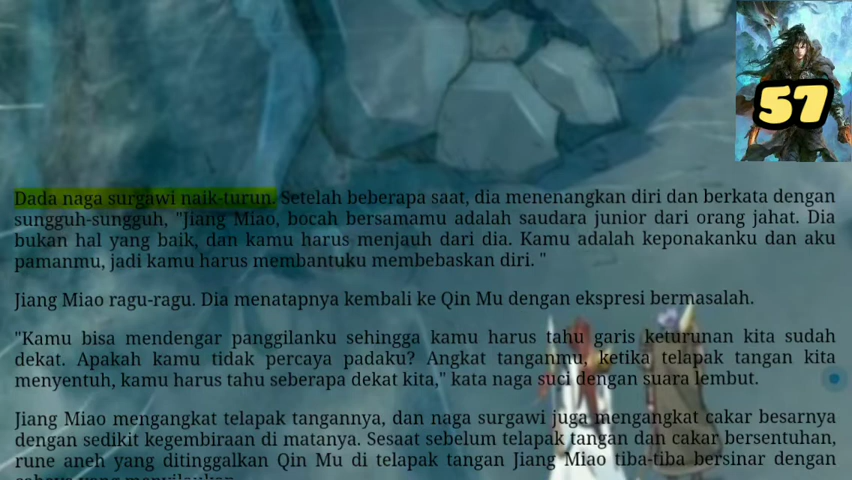 57
Dada naga surgawi naik-turun. Setelah beberapa saat, dia menenangkan diri dan berkata dengan
sungguh-sungguh, "Jiang Miao, bocah bersamamu adalah saudara junior dari orang jahat. Dia
bukan hal yang baik, dan kamu harus menjauh dari dia. Kamu adalah keponakanku dan aku
pamanmu, jadi kamu harus membantuku membebaskan diri. "
Jiang Miao ragu-ragu. Dia menatapnya kembali ke Qin Mu dengan ekspresi bermasalah.
"Kamu bisa mendengar panggilanku sehingga kamu harus tahu garis keturunan kita sudah
dekat. Apakah kamu tidak percaya padaku? Angkat tanganmu, ketika telapak tangan kita
menyentuh, kamu harus tahu seberapa dekat kita," kata naga suci dengan suara lembut.
Jiang Miao mengangkat telapak tangannya, dan naga surgawi juga mengangkat cakar besarnya
dengan sedikit kegembiraan di matanya. Sesaat sebelum telapak tangan dan cakar bersentuhan,
rune aneh yang ditinggalkan Qin Mu di telapak tangan Jiang Miao tiba-tiba bersinar dengan